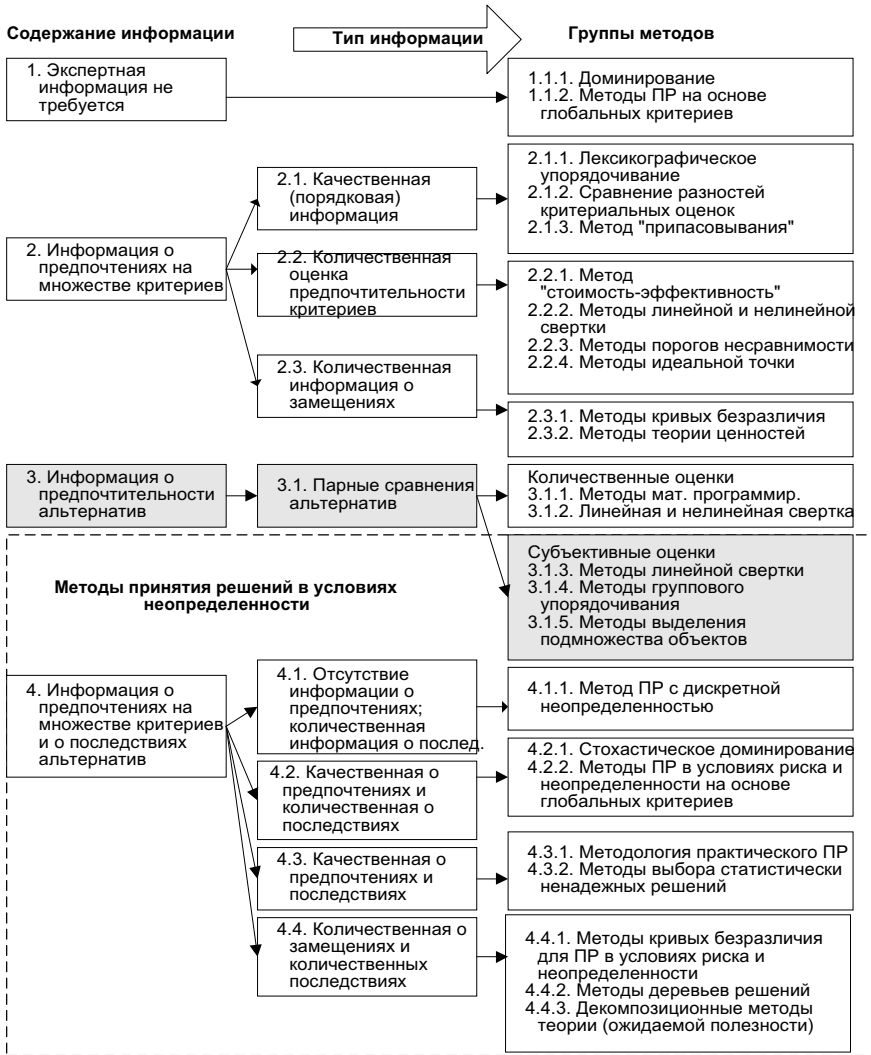 Содержание информации
Тип информации
Группы методов
1. Экспертная
информация не
требуется
1.1.1. Доминирование
1.1.2. Методы ПР на основе
глобальных критериев
2. Информация о
предпочтениях на
множестве критериев
2.1. Качественная
(порядковая)
информация
2.1.1. Лексикографическое
упорядочивание
2.1.2. Сравнение разностей
критериальных оценок
2.1.3. Метод "припасовывания"
2.2. Количественная
оценка
предпочтительности
критериев
2.2.1. Метод
"стоимость-эффективность"
2.2.2. Методы линейной и нелинейной
свертки
2.2.3. Методы порогов несравнимости
2.2.4. Методы идеальной точки
2.3. Количественная
информация о
замещениях
2.3.1. Методы кривых безразличия
2.3.2. Методы теории ценностей
3. Информация о
предпочтительности
альтернатив
3.1. Парные сравнения
альтернатив
Количественные оценки
3.1.1. Методы мат. программир.
3.1.2. Линейная и нелинейная свертка
Субъективные оценки
3.1.3. Методы линейной свертки
3.1.4. Методы группового
упорядочивания
3.1.5. Методы выделения
подмножества объектов
Методы принятия решений в условиях
неопределенности
4. Информация о
предпочтениях на
множестве критериев
и о последствиях
альтернатив
4.1. Отсутствие
информации о
предпочтениях;
количественная
информация о послед.
4.1.1. Метод ПР с дискретной
неопределенностью
4.2. Качественная о
предпочтениях и
количественная о
последствиях
4.2.1. Стохастическое доминирование
4.2.2. Методы ПР в условиях риска и
неопределенности на основе
глобальных критериев
4.3. Качественная о
предпочтениях и
последствиях
4.3.1. Методология практического ПР
4.3.2. Методы выбора статистически
ненадежных решений
4.4. Количественная о
замещениях и
количественных
последствиях
4.4.1. Методы кривых безразличия
для ПР в условиях риска и
неопределенности
4.4.2. Методы деревьев решений
4.4.3. Декомпозиционные методы
теории (ожидаемой полезности)